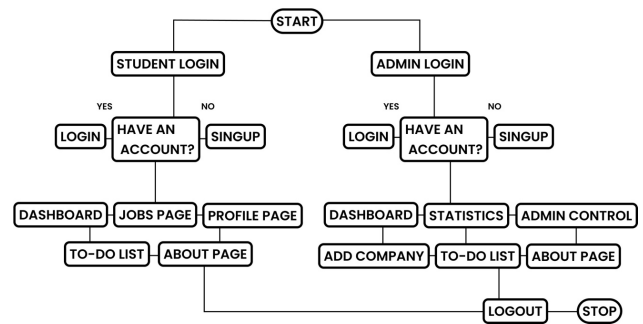 START
STUDENT LOGIN
ADMIN LOGIN
YES
NO
YES
NO
LOGIN
HAVE AN
ACCOUNT?
SINGUP
LOGIN
HAVE AN
ACCOUNT?
SINGUP
DASHBOARD
JOBS PAGE
PROFILE PAGE
DASHBOARD
STATISTICS
ADMIN CONTROL
TO-DO LIST
ABOUT PAGE
ADD COMPANY
TO-DO LIST
ABOUT PAGE
LOGOUT
STOP